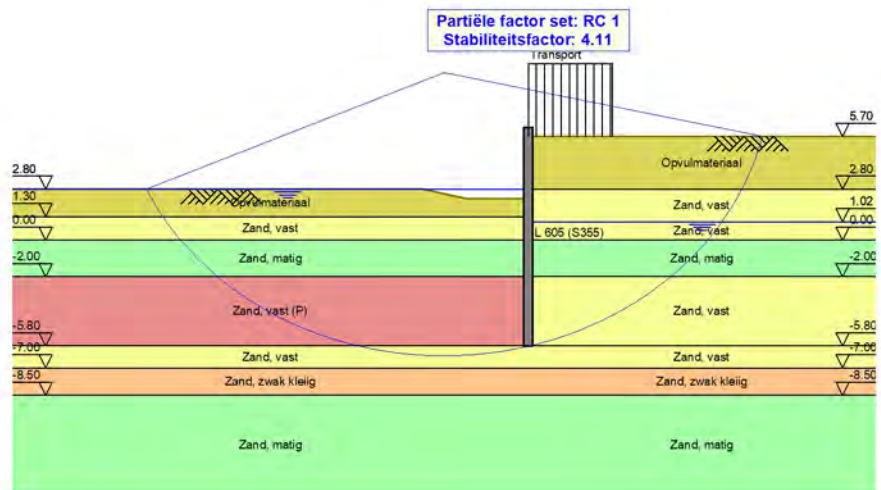 Partiële factor set: RC 1
Stabiliteitsfactor: 4.11
Transport
5.70
Opvulmateriaal
2.80
2.80
1.30
Opvulmateriaal
Zand, vast
1.02
0.00
Zand, vast
L 605 (S355)
Zand, vast
0.00
-2.00
Zand, matig
Zand, matig
-2.00
Zand, vast (P)
Zand, vast
-5.80
-5.80
-7.00
Zand, vast
Zand, vast
-7.00
-8.50
Zand, zwak kleiig
Zand, zwak kleiig
-8.50
Zand, matig
Zand, matig